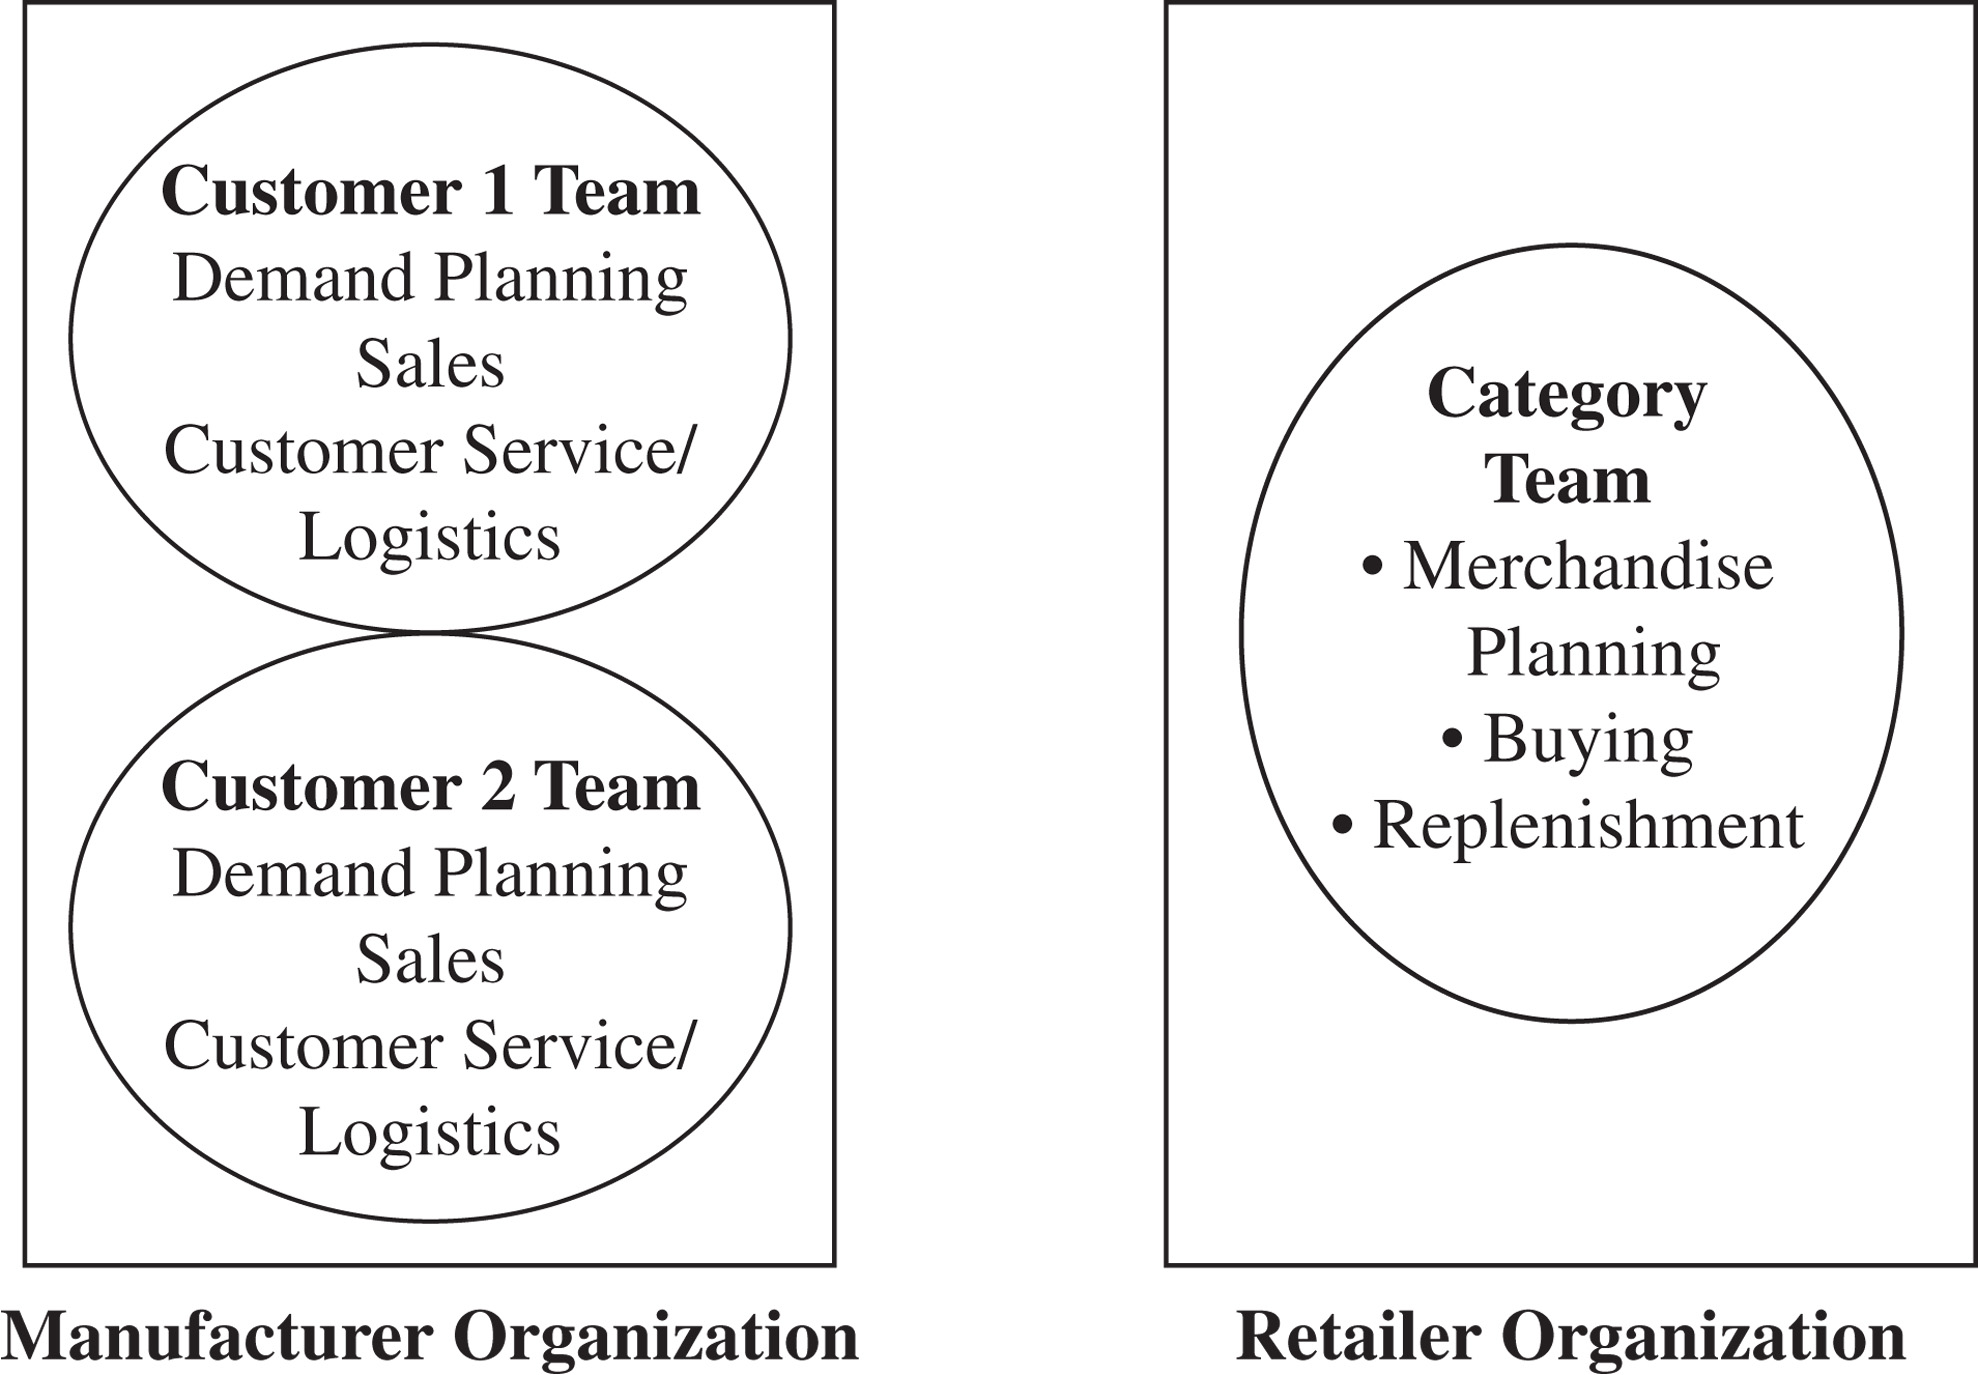 Customer 1 Team
Demand Planning
Sales
Customer Service/
Logistics
Customer 2 Team
Demand Planning
Sales
Customer Service/
Logistics
Manufacturer Organization
Category
Team
• Merchandise
Planning
• Buying
• Replenishment
Retailer Organization